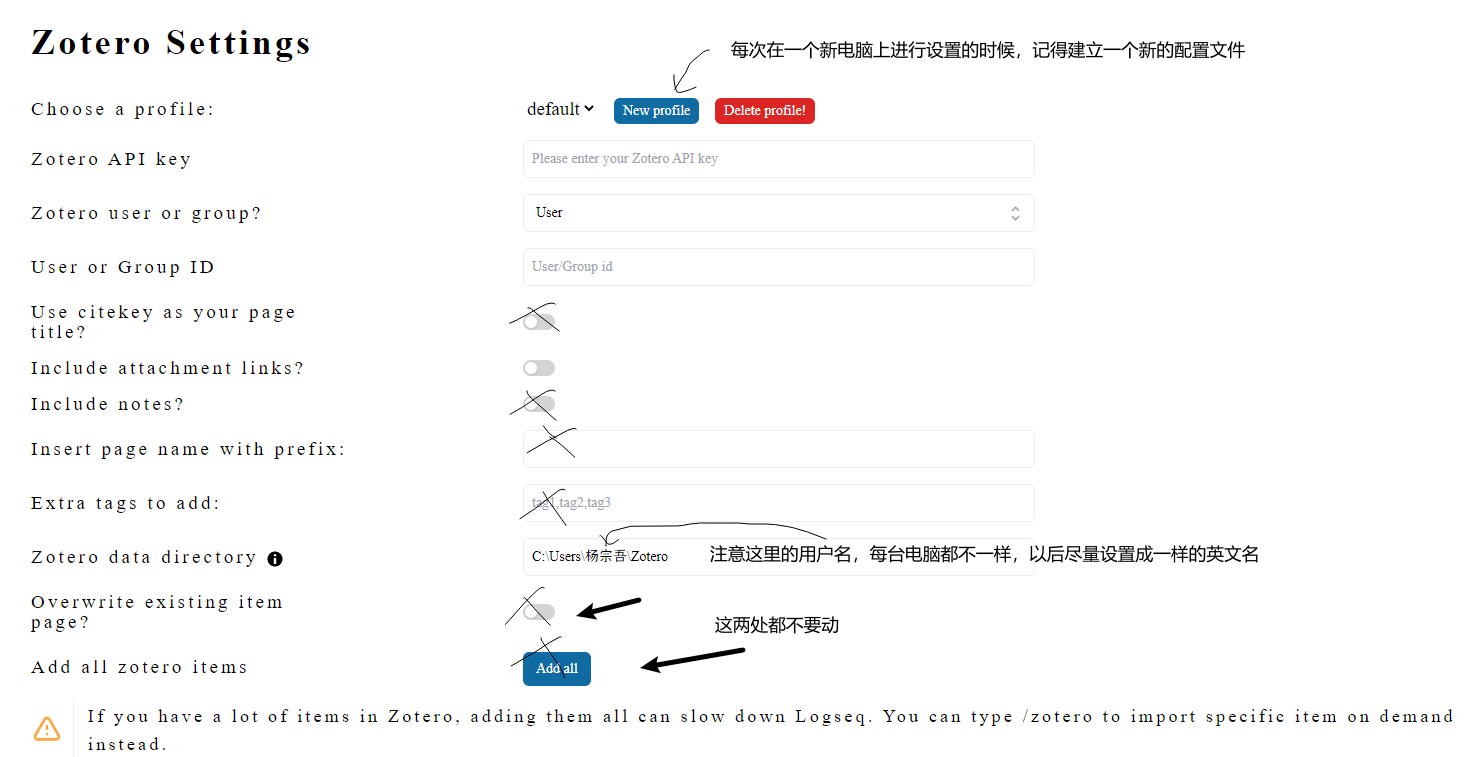 Zotero Settings
每次在一个新电脑上进行设置的时候，记得建立一个新的配置文件
Choose a profile:
default
New profile
Delete profile!
Zotero API key
Please enter your Zotero API key
Zotero user or group?
User
User or Group ID
User/Group id
Use citekey as your page
title?
Include attachment links?
Include notes?
Insert page name with prefix:
Extra tags to add:
tag1,tag2,tag3
Zotero data directory
C:\Users\杨宗吾\Zotero
注意这里的用户名，每台电脑都不一样，以后尽量设置成一样的英文名
Overwrite existing item
page?
这两处都不要动
Add all zotero items
Add all
If you have a lot of items in Zotero, adding them all can slow down Logseq. You can type /zotero to import specific item on demand
instead.